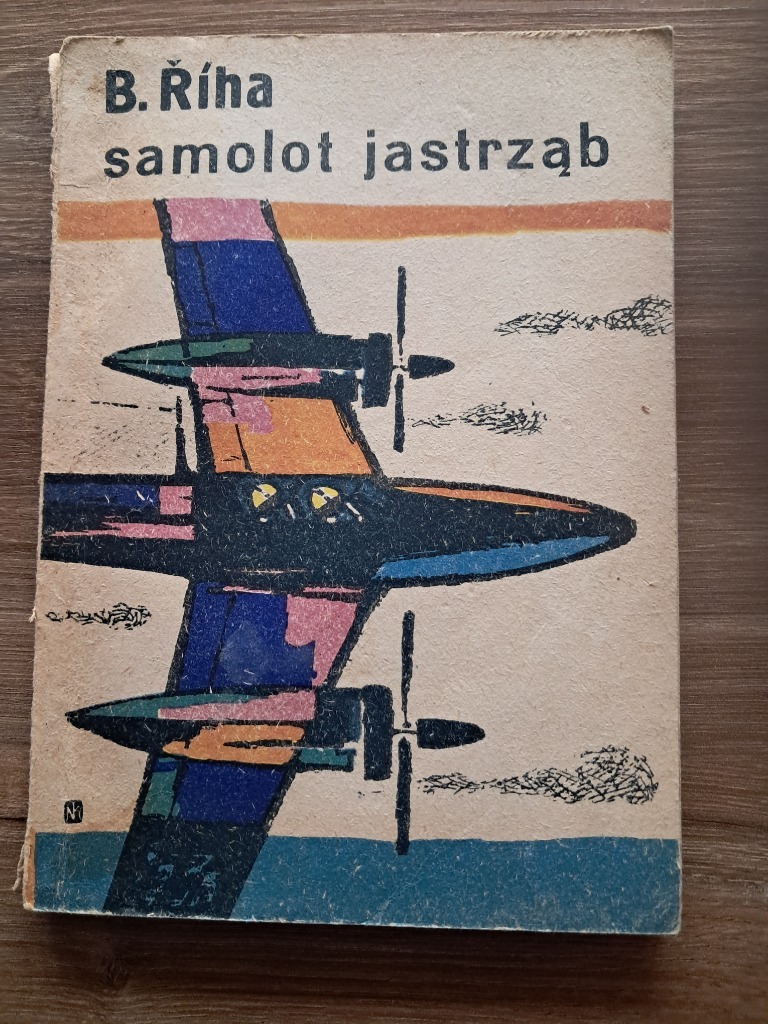 B. Říha
samolot jastrząb